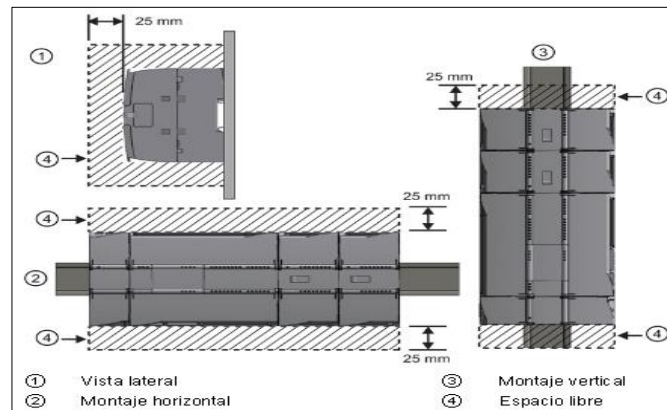 25 mm
①
③
25 mm
④
④
④
25 mm
②
④
④
25 mm
① Vista lateral
③ Montaje vertical
② Montaje horizontal
④ Espacio libre